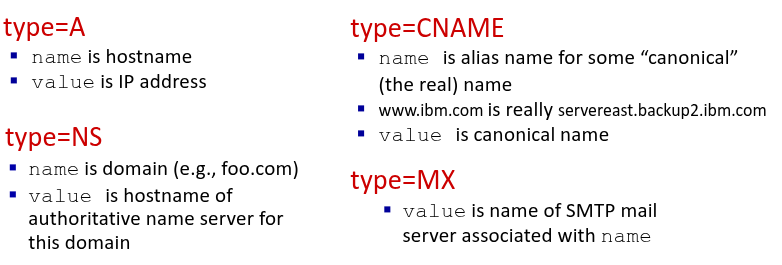 type=A
name is hostname
value is IP address
type=NS
name is domain (e.g., foo.com)
value is hostname of
authoritative name server for
this domain
type=CNAME
name is alias name for some “canonical”
(the real) name
www.ibm.com is really servereast.backup2.ibm.com
value is canonical name
type=MX
value is name of SMTP mail
server associated with name